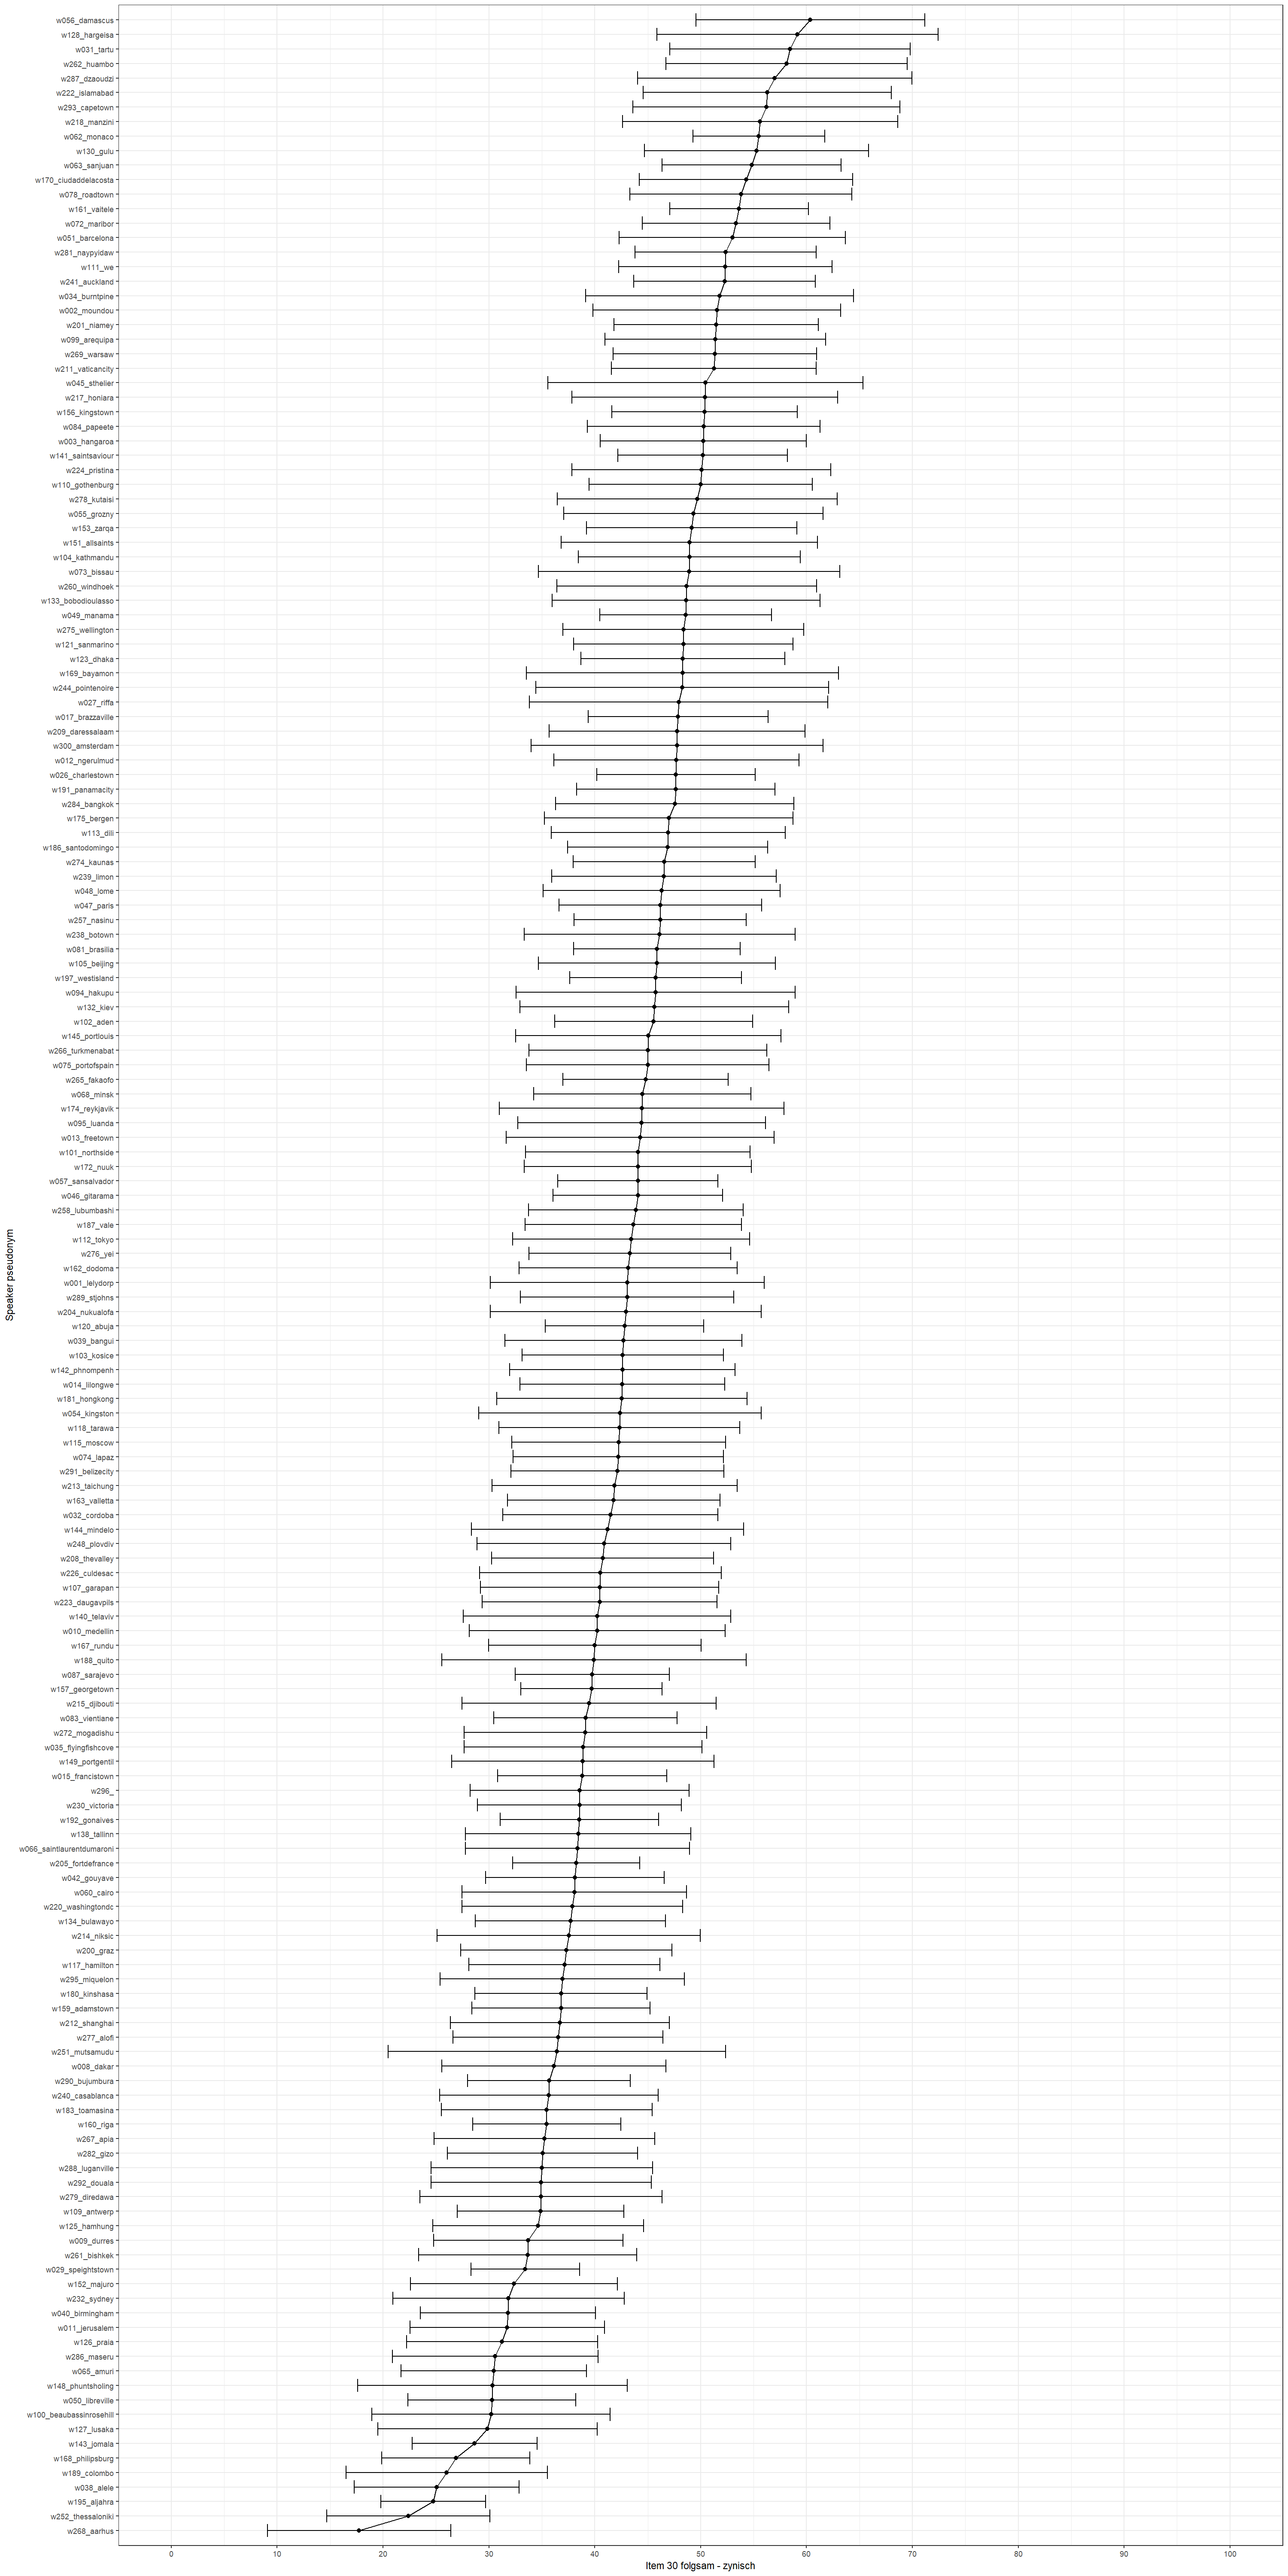 w056_damascus
w128_hargeisa
w031_tartu
w262_huambo
w287_dzaoudzi
w222_islamabad
w293_capetown
w218_manzini
w062_monaco
w130_gulu
w063_sanjuan
w170_ciudaddelacosta
w078_roadtown
w161_vaitele
w072_maribor
w051_barcelona
w281_naypyidaw
w111_we
w241_auckland
w034_burntpine
w002_moundou
w201_niamey
w099_arequipa
w269_warsaw
w211_vaticancity
w045_sthelier
w217_honiara
w156_kingstown
w084_papeete
w003_hangaroa
w141_saintsaviour
w224_pristina
w110_gothenburg
w278_kutaisi
w055_grozny
w153_zarqa
w151_allsaints
w104_kathmandu
w073_bissau
w260_windhoek
w133_bobodioulasso
w049_manama
w275_wellington
w121_sanmarino
w123_dhaka
w169_bayamon
w244_pointenoire
w027_riffa
w017_brazzaville
w209_daressalaam
w300_amsterdam
w012_ngerulmud
w026_charlestown
w191_panamacity
w284_bangkok
w175_bergen
w113_dili
w186_santodomingo
w274_kaunas
w239_limon
w048_lome
w047_paris
w257_nasinu
w238_botown
w081_brasilia
w105_beijing
w197_westisland
w094_hakupu
w132_kiev
w102_aden
w145_portlouis
w266_turkmenabat
w075_portofspain
w265_fakaofo
w068_minsk
w174_reykjavik
w095_luanda
w013_freetown
w101_northside
w172_nuuk
w057_sansalvador
w046_gitarama
w258_lubumbashi
w187_vale
w112_tokyo
w276_yei
w162_dodoma
w001_lelydorp
w289_stjohns
w204_nukualofa
w120_abuja
w039_bangui
w103_kosice
w142_phnompenh
w014_lilongwe
w181_hongkong
w054_kingston
w118_tarawa
w115_moscow
w074_lapaz
w291_belizecity
w213_taichung
w163_valletta
w032_cordoba
w144_mindelo
w248_plovdiv
w208_thevalley
w226_culdesac
w107_garapan
w223_daugavpils
w140_telaviv
w010_medellin
w167_rundu
w188_quito
w087_sarajevo
w157_georgetown
w215_djibouti
w083_vientiane
w272_mogadishu
w035_flyingfishcove
w149_portgentil
w015_francistown
w296_
w230_victoria
w192_gonaives
w138_tallinn
w066_saintlaurentdumaroni
w205_fortdefrance
w042_gouyave
w060_cairo
w220_washingtondc
w134_bulawayo
w214_niksic
w200_graz
w117_hamilton
w295_miquelon
w180_kinshasa
w159_adamstown
w212_shanghai
w277_alofi
w251_mutsamudu
w008_dakar
w290_bujumbura
w240_casablanca
w183_toamasina
w160_riga
w267_apia
w282_gizo
w288_luganville
w292_douala
w279_diredawa
w109_antwerp
w125_hamhung
w009_durres
w261_bishkek
w029_speightstown
w152_majuro
w232_sydney
w040_birmingham
w011_jerusalem
w126_praia
w286_maseru
w065_amuri
w148_phuntsholing
w050_libreville
w100_beaubassinrosehill
w127_lusaka
w143_jomala
w168_philipsburg
w189_colombo
w038_alele
w195_aljahra
w252_thessaloniki
w268_aarhus
Speaker pseudonym
0 10 20 30 40 50 60 70 80 90 100
Item 30 folgsam - zynisch